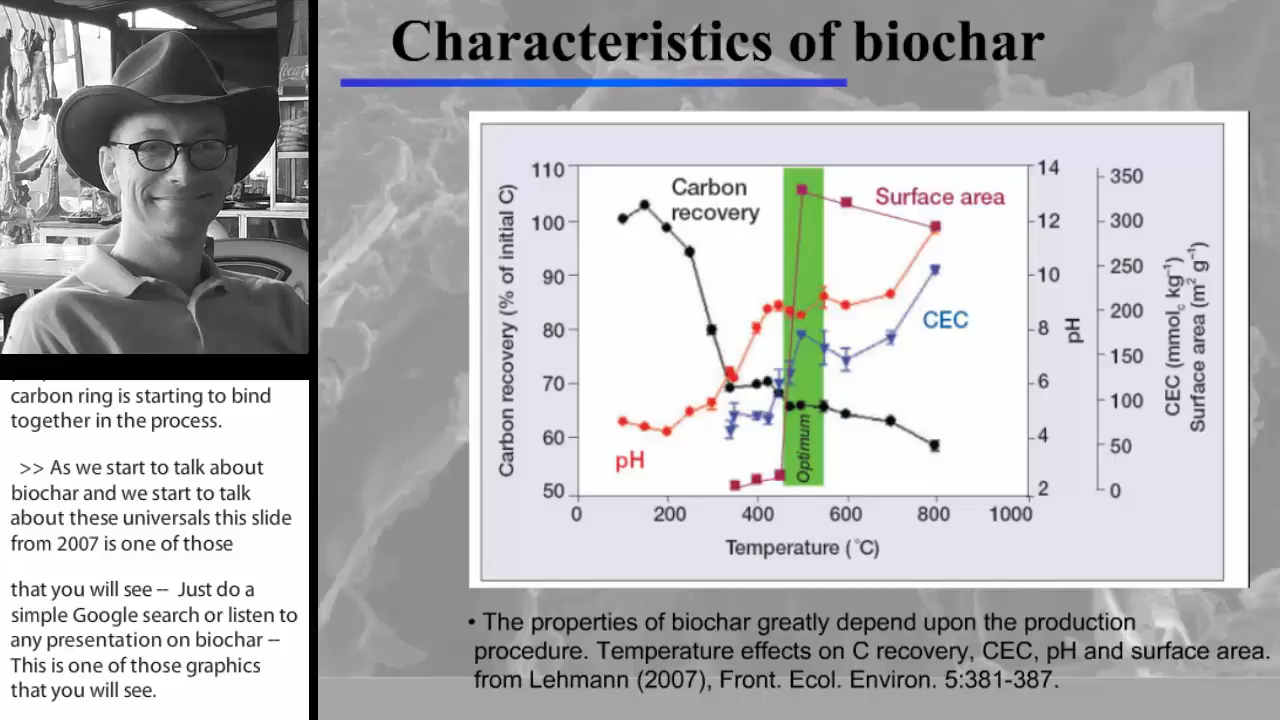 Characteristics of biochar
Coca-Cola
carbon ring is starting to bind
together in the process.
>> As we start to talk about
biochar and we start to talk
about these universals this slide
from 2007 is one of those
that you will see -- Just do a
simple Google search or listen to
any presentation on biochar --
This is one of those graphics
that you will see.
Carbon recovery (% of initial C)
110
100
90
80
70
60
50
Carbon
recovery
Surface area
CEC
pH
Optimum
14
12
10
8
6
4
2
pH
350
300
250
200
150
100
50
0
CEC (mmolc kg-1)
Surface area (m2 g-1)
0 200 400 600 800 1000
Temperature (°C)
• The properties of biochar greatly depend upon the production
procedure. Temperature effects on C recovery, CEC, pH and surface area.
from Lehmann (2007), Front. Ecol. Environ. 5:381-387.